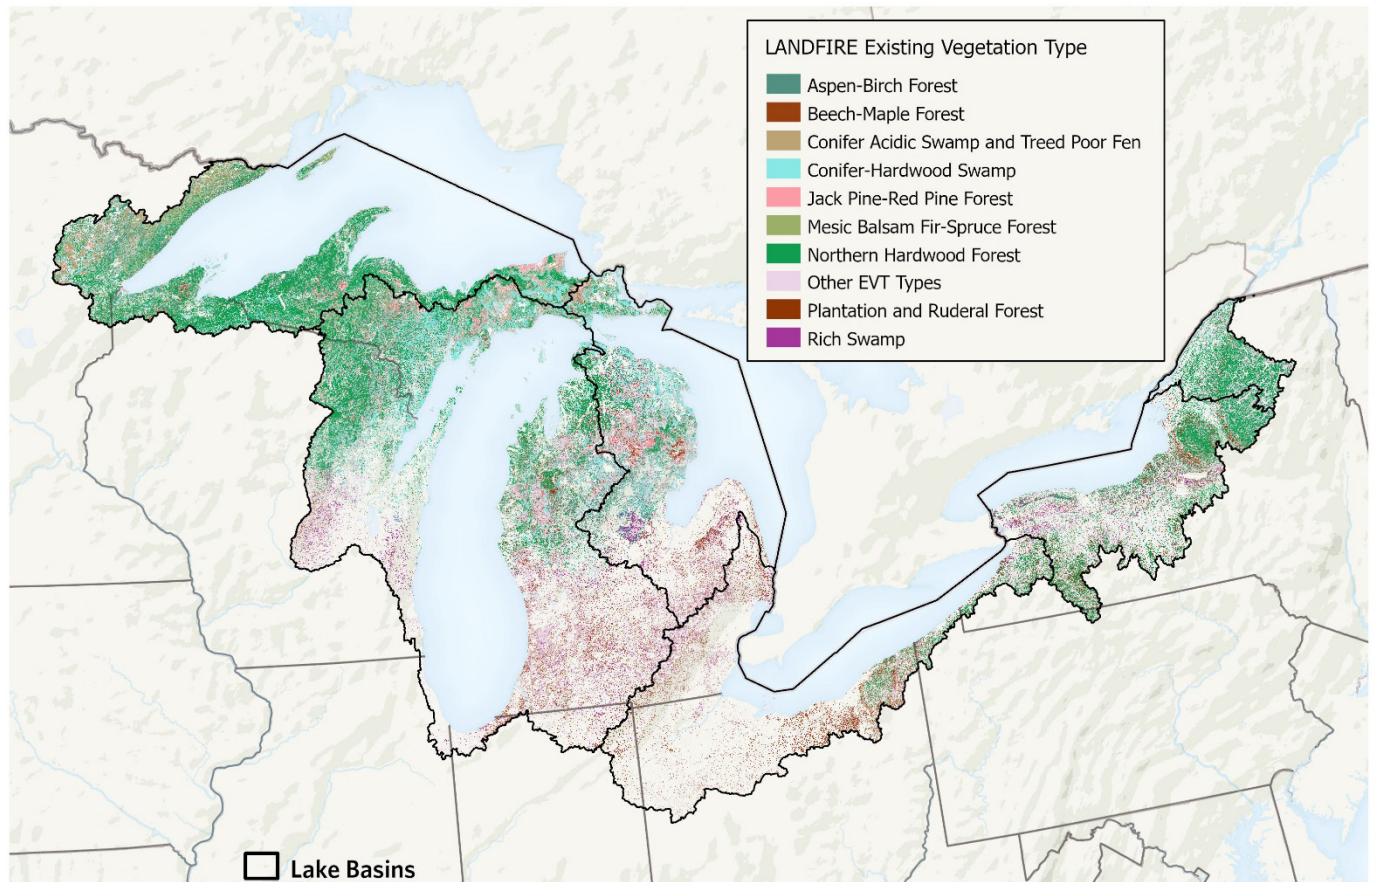 LANDFIRE Existing Vegetation Type
Aspen-Birch Forest
Beech-Maple Forest
Conifer Acidic Swamp and Treed Poor Fen
Conifer-Hardwood Swamp
Jack Pine-Red Pine Forest
Mesic Balsam Fir-Spruce Forest
Northern Hardwood Forest
Other EVT Types
Plantation and Ruderal Forest
Rich Swamp
Lake Basins